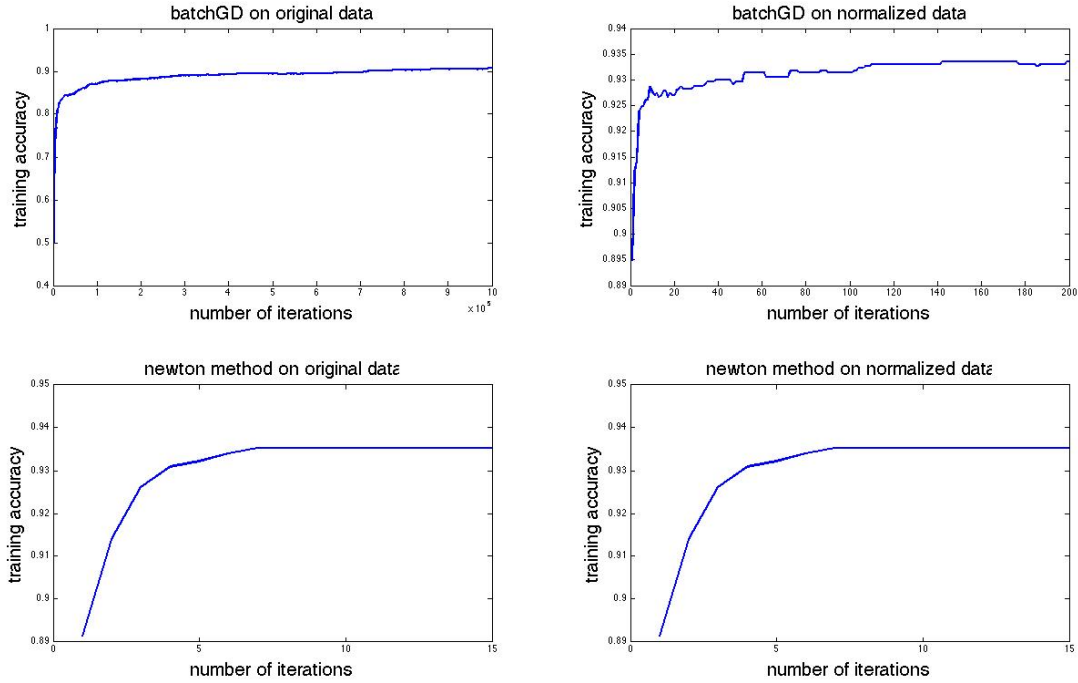 batchGD on original data
training accuracy
1
0.9
0.8
0.7
0.6
0.5
0.4
0 1 2 3 4 5 6 7 8 9 10
× 10^5
number of iterations
batchGD on normalized data
training accuracy
0.94
0.935
0.93
0.925
0.92
0.915
0.91
0.905
0.9
0.895
0.89
0 20 40 60 80 100 120 140 160 180 200
number of iterations
newton method on original data
training accuracy
0.95
0.94
0.93
0.92
0.91
0.9
0.89
0 5 10 15
number of iterations
newton method on normalized data
training accuracy
0.95
0.94
0.93
0.92
0.91
0.9
0.89
0 5 10 15
number of iterations